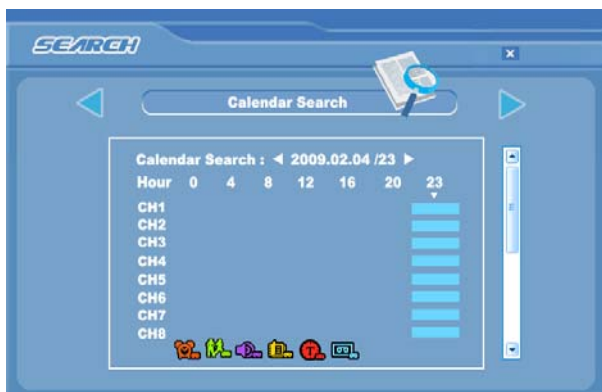 SEARCH
Calendar Search
Calendar Search : ◀ 2009.02.04 /23 ▶
Hour 0 4 8 12 16 20 23
CH1
CH2
CH3
CH4
CH5
CH6
CH7
CH8
T